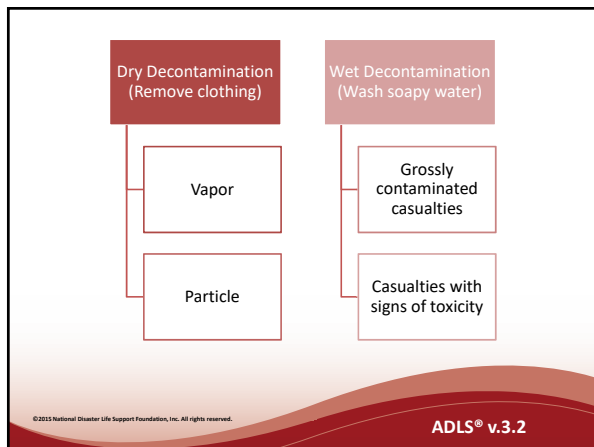 Dry Decontamination
(Remove clothing)
Vapor
Particle
Wet Decontamination
(Wash soapy water)
Grossly
contaminated
casualties
Casualties with
signs of toxicity
©2015 National Disaster Life Support Foundation, Inc. All rights reserved.
ADLS® v.3.2